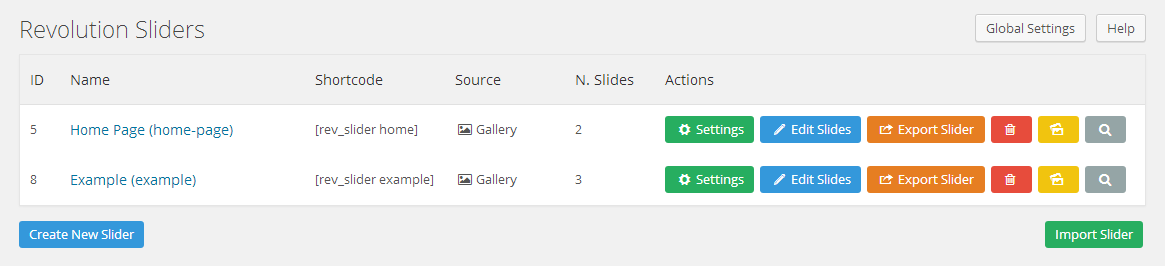 Revolution Sliders Global Settings Help
ID Name Shortcode Source N. Slides Actions
5 Home Page (home-page) [rev_slider home] Gallery 2 Settings Edit Slides Export Slider
8 Example (example) [rev_slider example] Gallery 3 Settings Edit Slides Export Slider
Create New Slider Import Slider